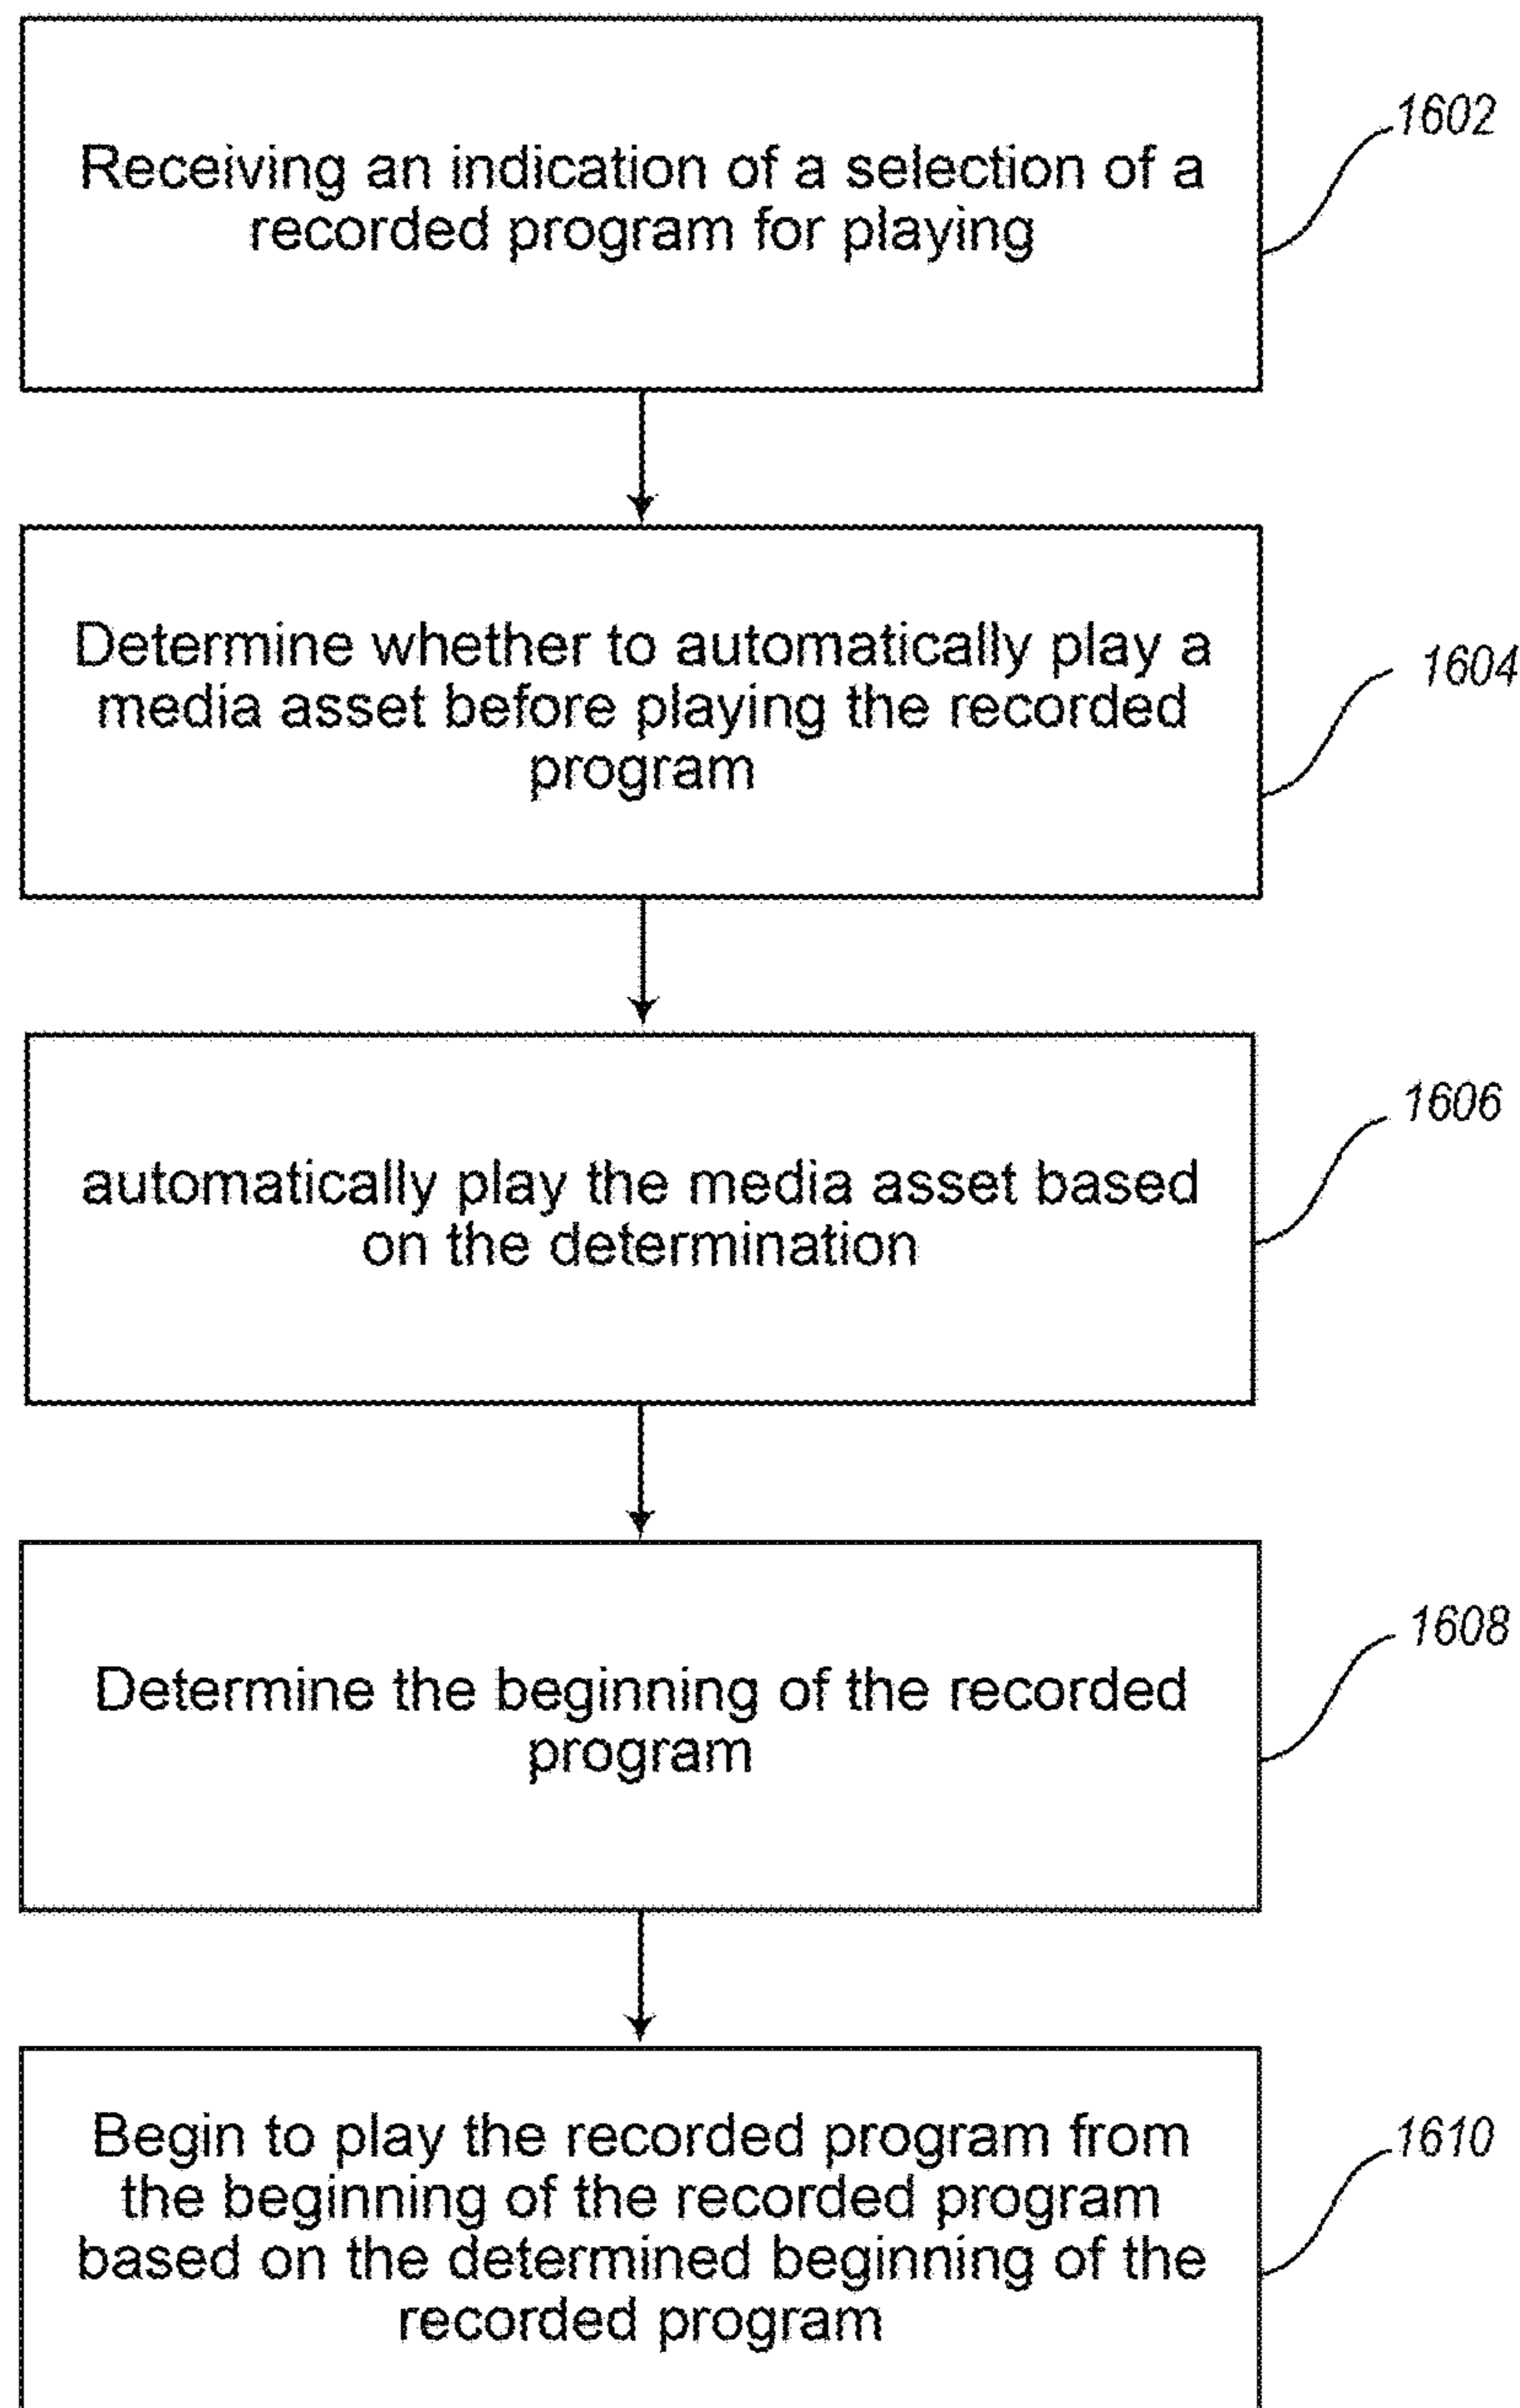 Receiving an indication of a selection of a
recorded program for playing
1602
Determine whether to automatically play a
media asset before playing the recorded
program
1604
automatically play the media asset based
on the determination
1606
Determine the beginning of the recorded
program
1608
Begin to play the recorded program from
the beginning of the recorded program
based on the determined beginning of the
recorded program
1610